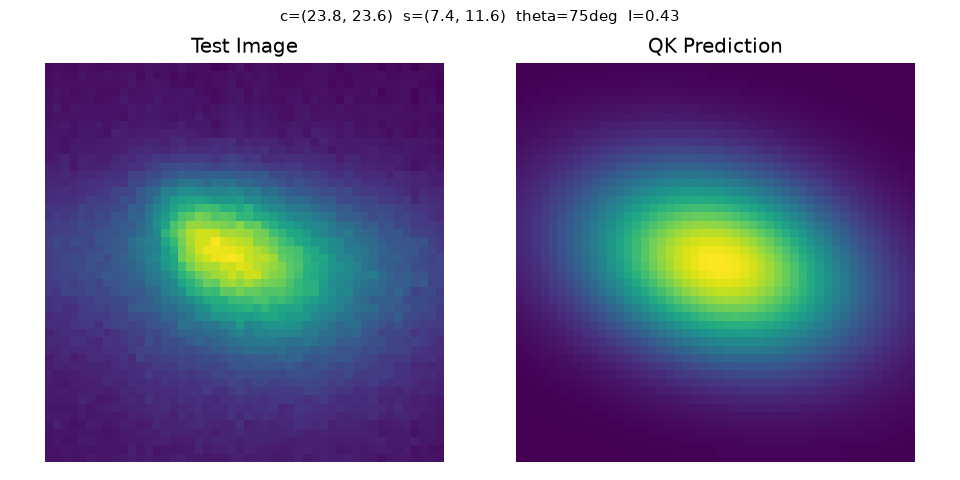 c=(23.8, 23.6)  s=(7.4, 11.6)  theta=75deg  I=0.43
Test Image
QK Prediction